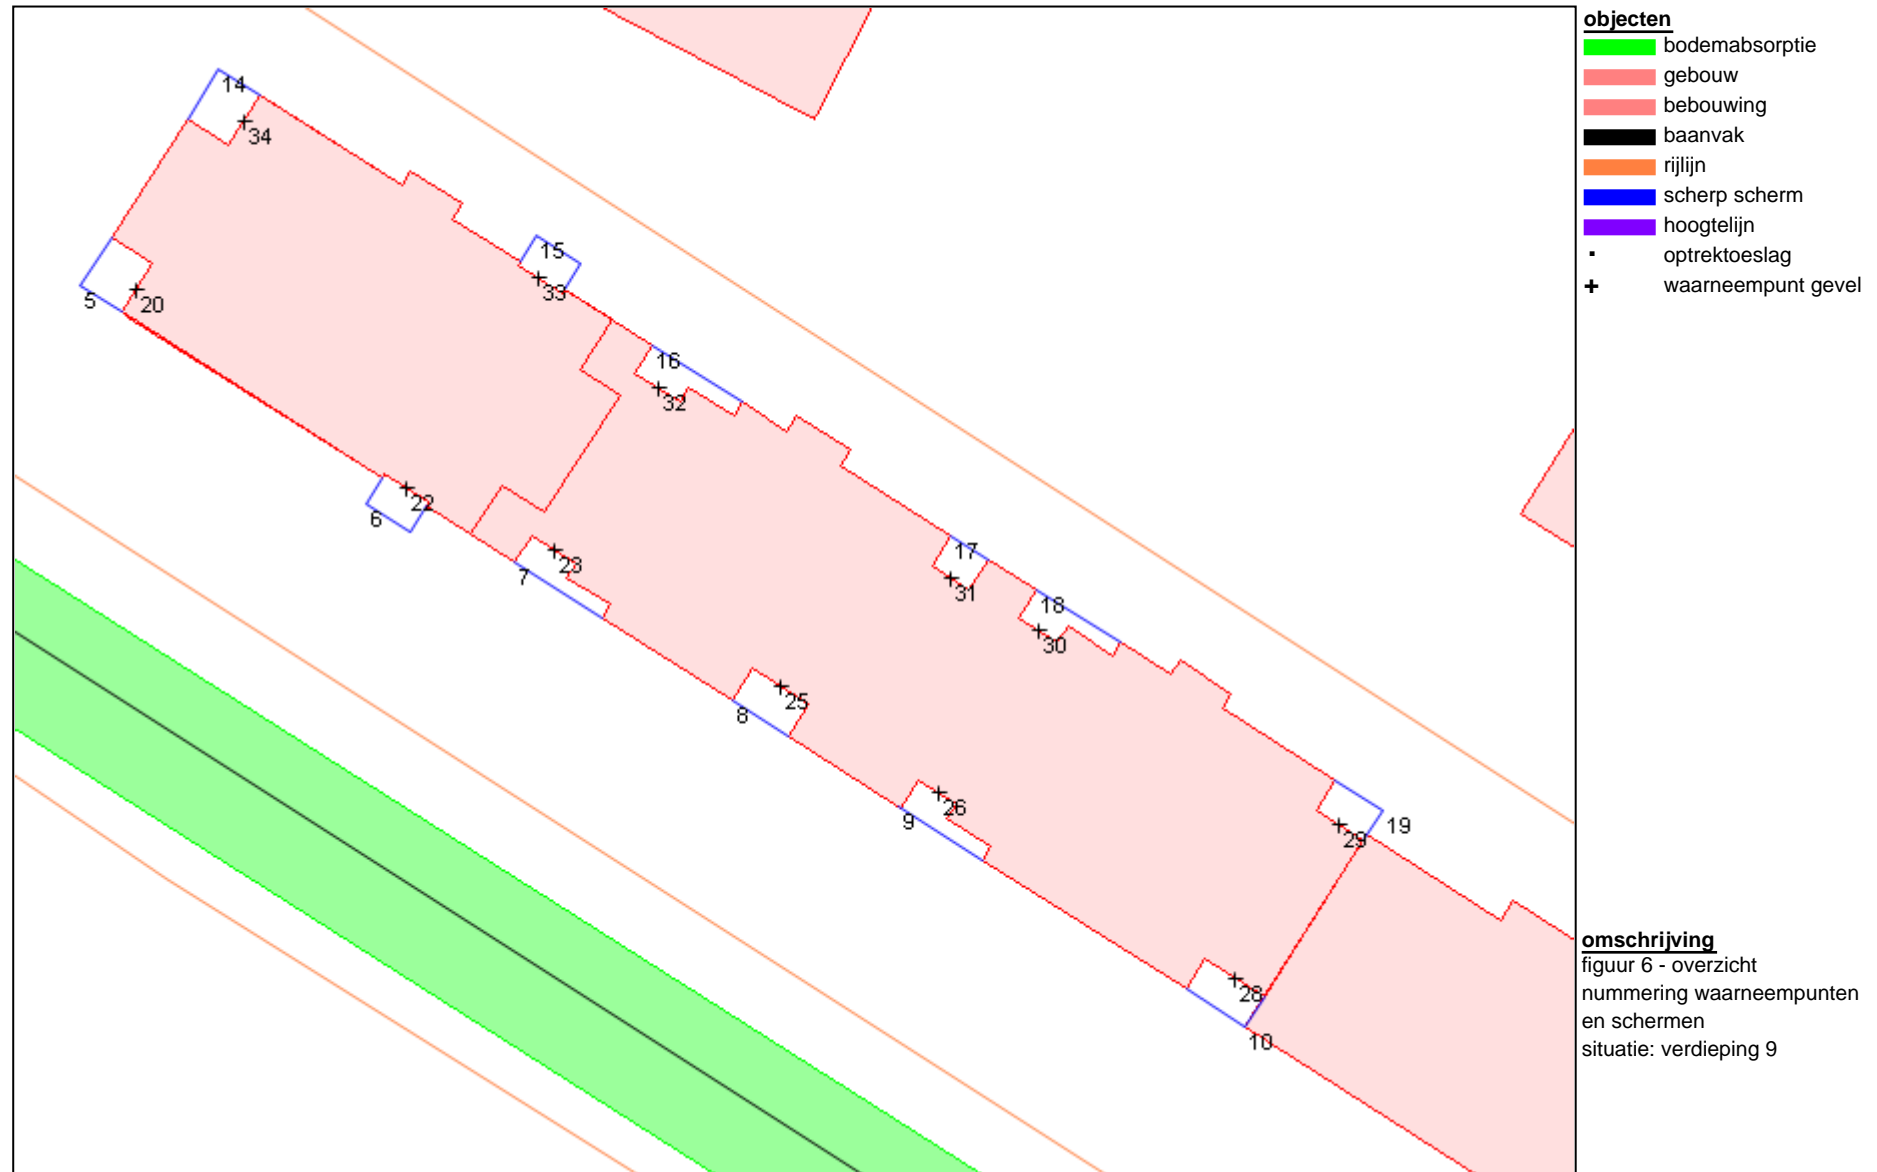 objecten
bodemabsorptie
gebouw
bebouwing
baanvak
rijlijn
scherp scherm
hoogtelijn
optrektoeslag
waarneempunt gevel
14
34
15
33
5
20
16
32
6
22
7
23
17
31
18
30
8
25
9
26
19
29
28
10
omschrijving
figuur 6 - overzicht
nummering waarneempunten
en schermen
situatie: verdieping 9